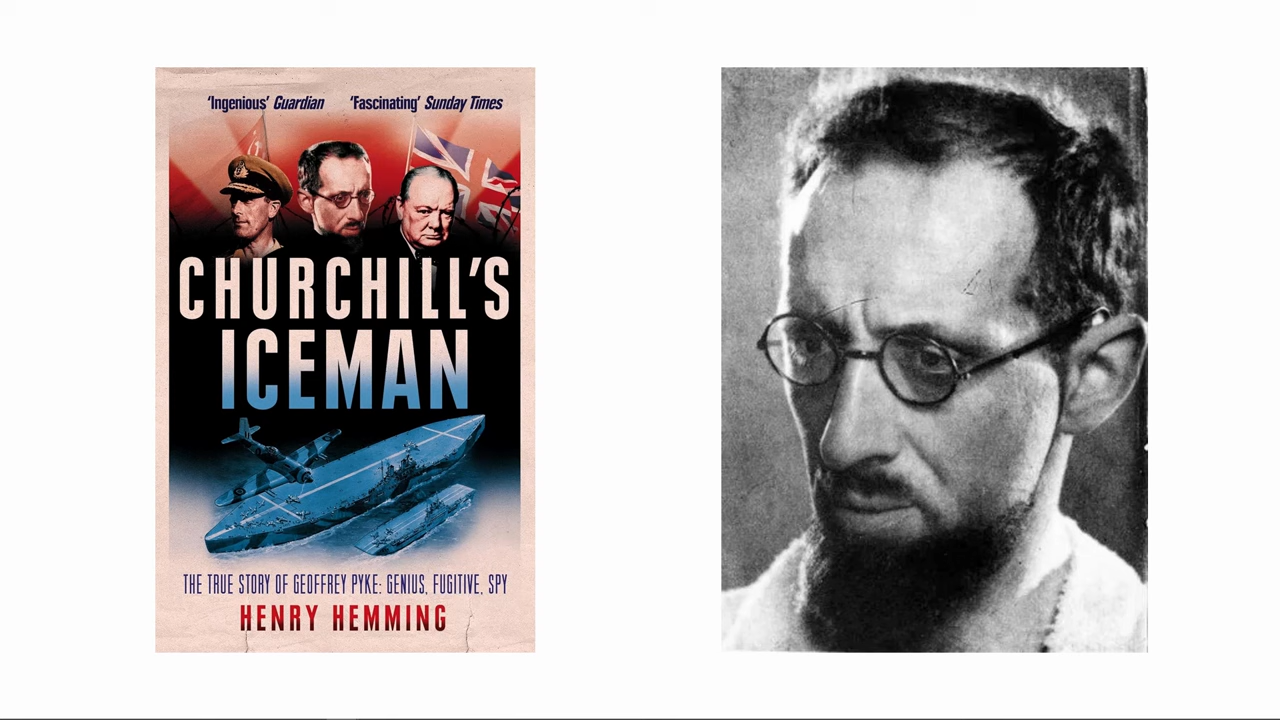 'Ingenious' Guardian 'Fascinating' Sunday Times
CHURCHILL'S
ICEMAN
THE TRUE STORY OF GEOFFREY PYKE: GENIUS, FUGITIVE, SPY
HENRY HEMMING